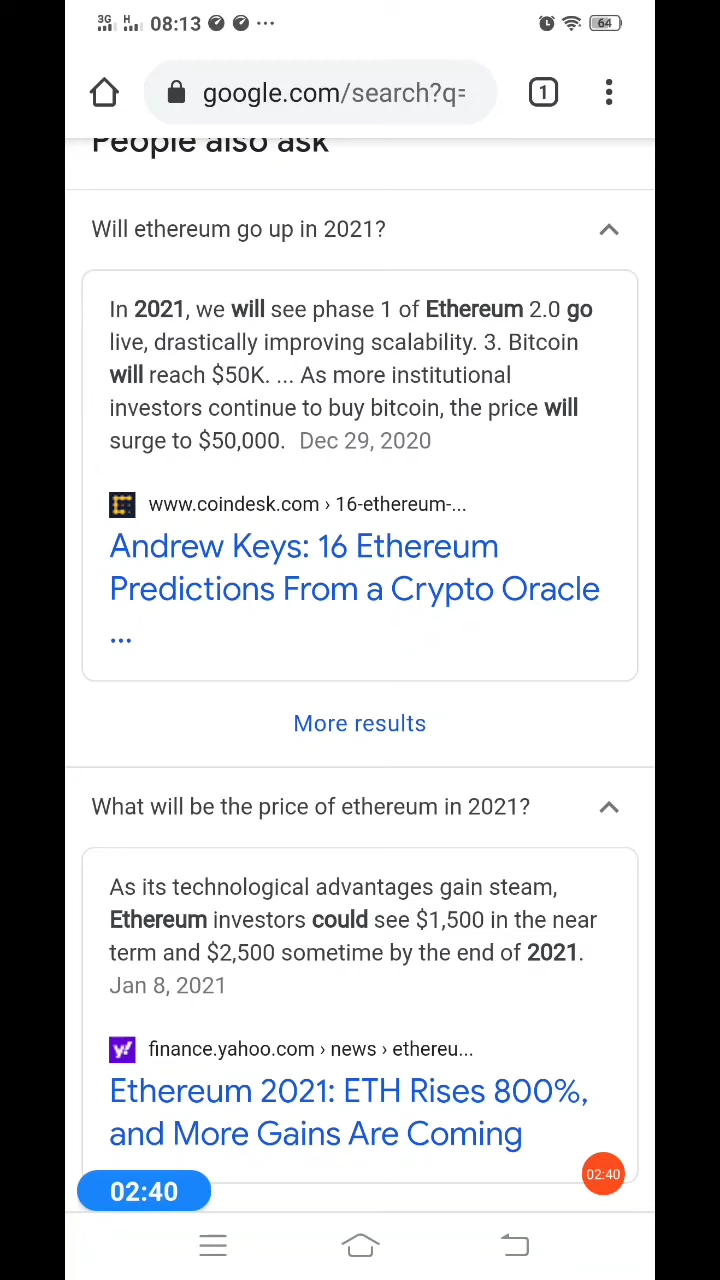 3G H 08:13 ... 64
google.com/search?q=
1
People also ask
Will ethereum go up in 2021?
In 2021, we will see phase 1 of Ethereum 2.0 go
live, drastically improving scalability. 3. Bitcoin
will reach $50K. ... As more institutional
investors continue to buy bitcoin, the price will
surge to $50,000. Dec 29, 2020
www.coindesk.com › 16-ethereum-...
Andrew Keys: 16 Ethereum
Predictions From a Crypto Oracle
...
More results
What will be the price of ethereum in 2021?
As its technological advantages gain steam,
Ethereum investors could see $1,500 in the near
term and $2,500 sometime by the end of 2021.
Jan 8, 2021
y!
finance.yahoo.com › news › ethereu...
Ethereum 2021: ETH Rises 800%,
and More Gains Are Coming
02:40
02:40